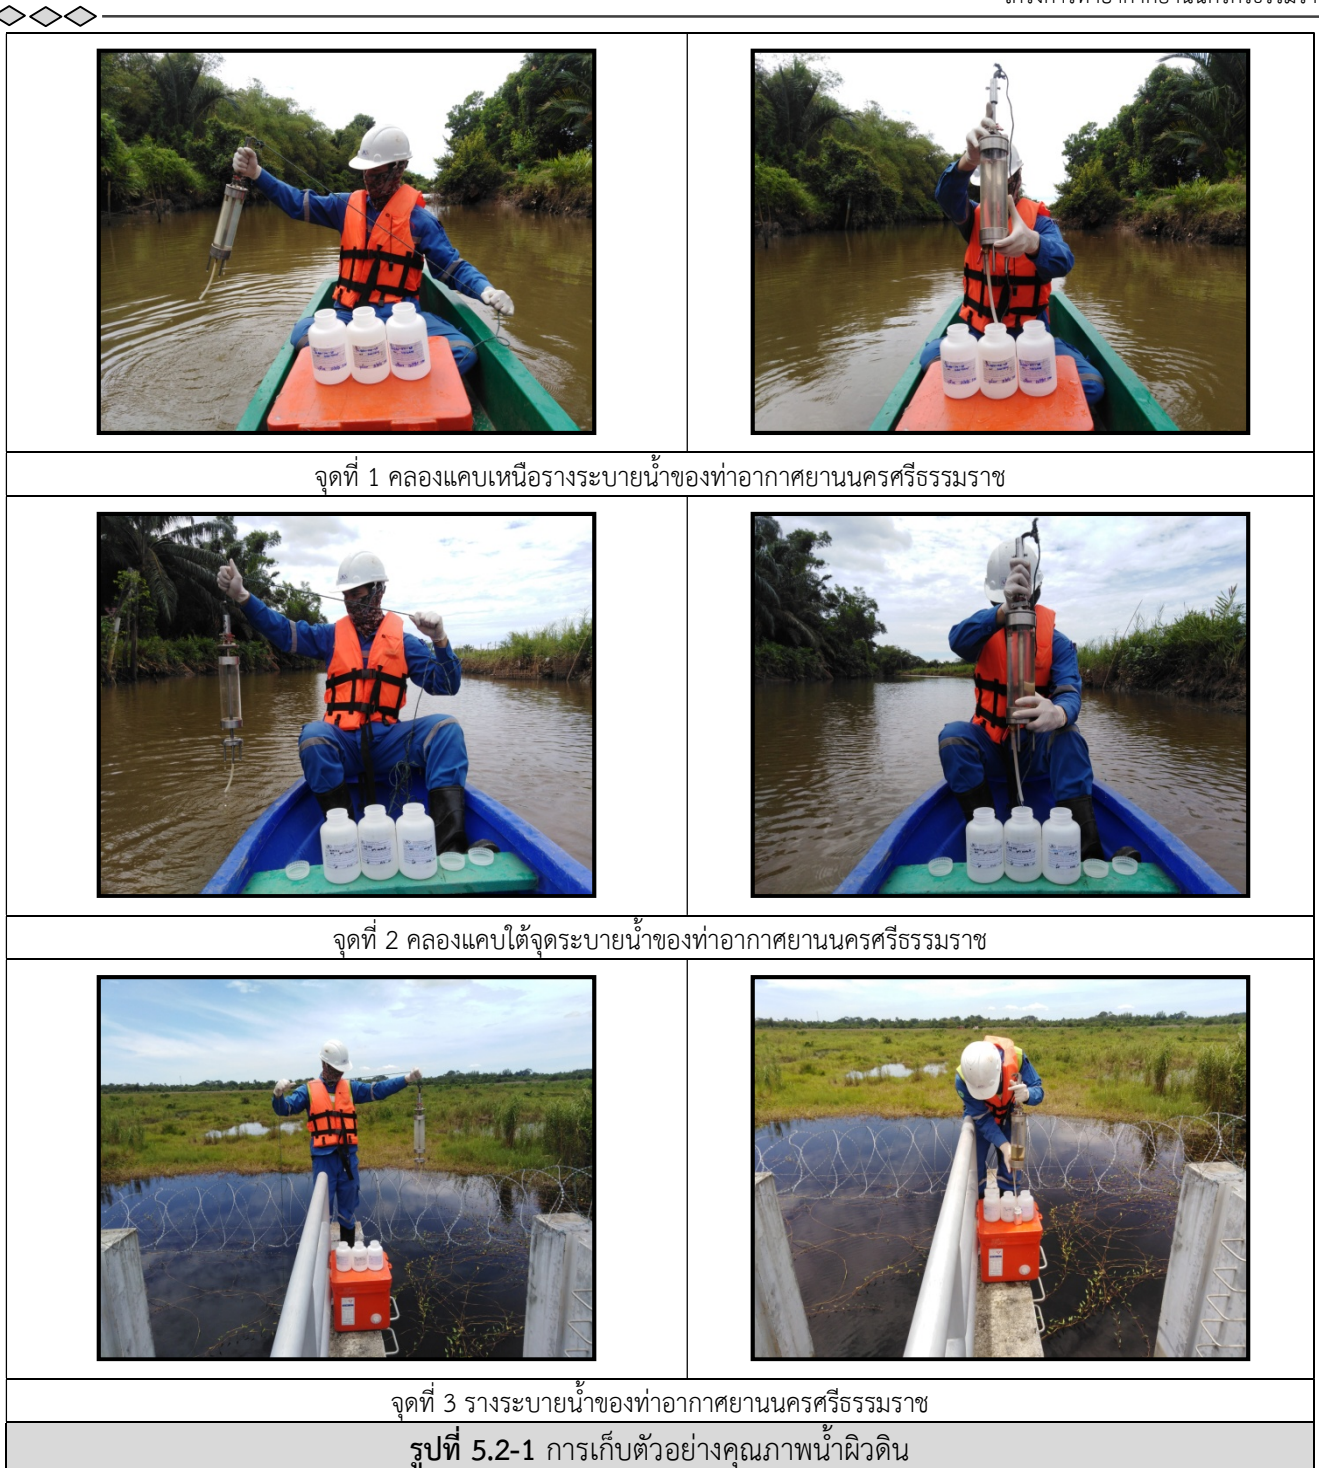 จุดที่ 1 คลองแคบเหนือรางระบายน้ำของท่าอากาศยานนครศรีธรรมราช
จุดที่ 2 คลองแคบใต้จุดระบายน้ำของท่าอากาศยานนครศรีธรรมราช
จุดที่ 3 รางระบายน้ำของท่าอากาศยานนครศรีธรรมราช
รูปที่ 5.2-1 การเก็บตัวอย่างคุณภาพน้ำผิวดิน